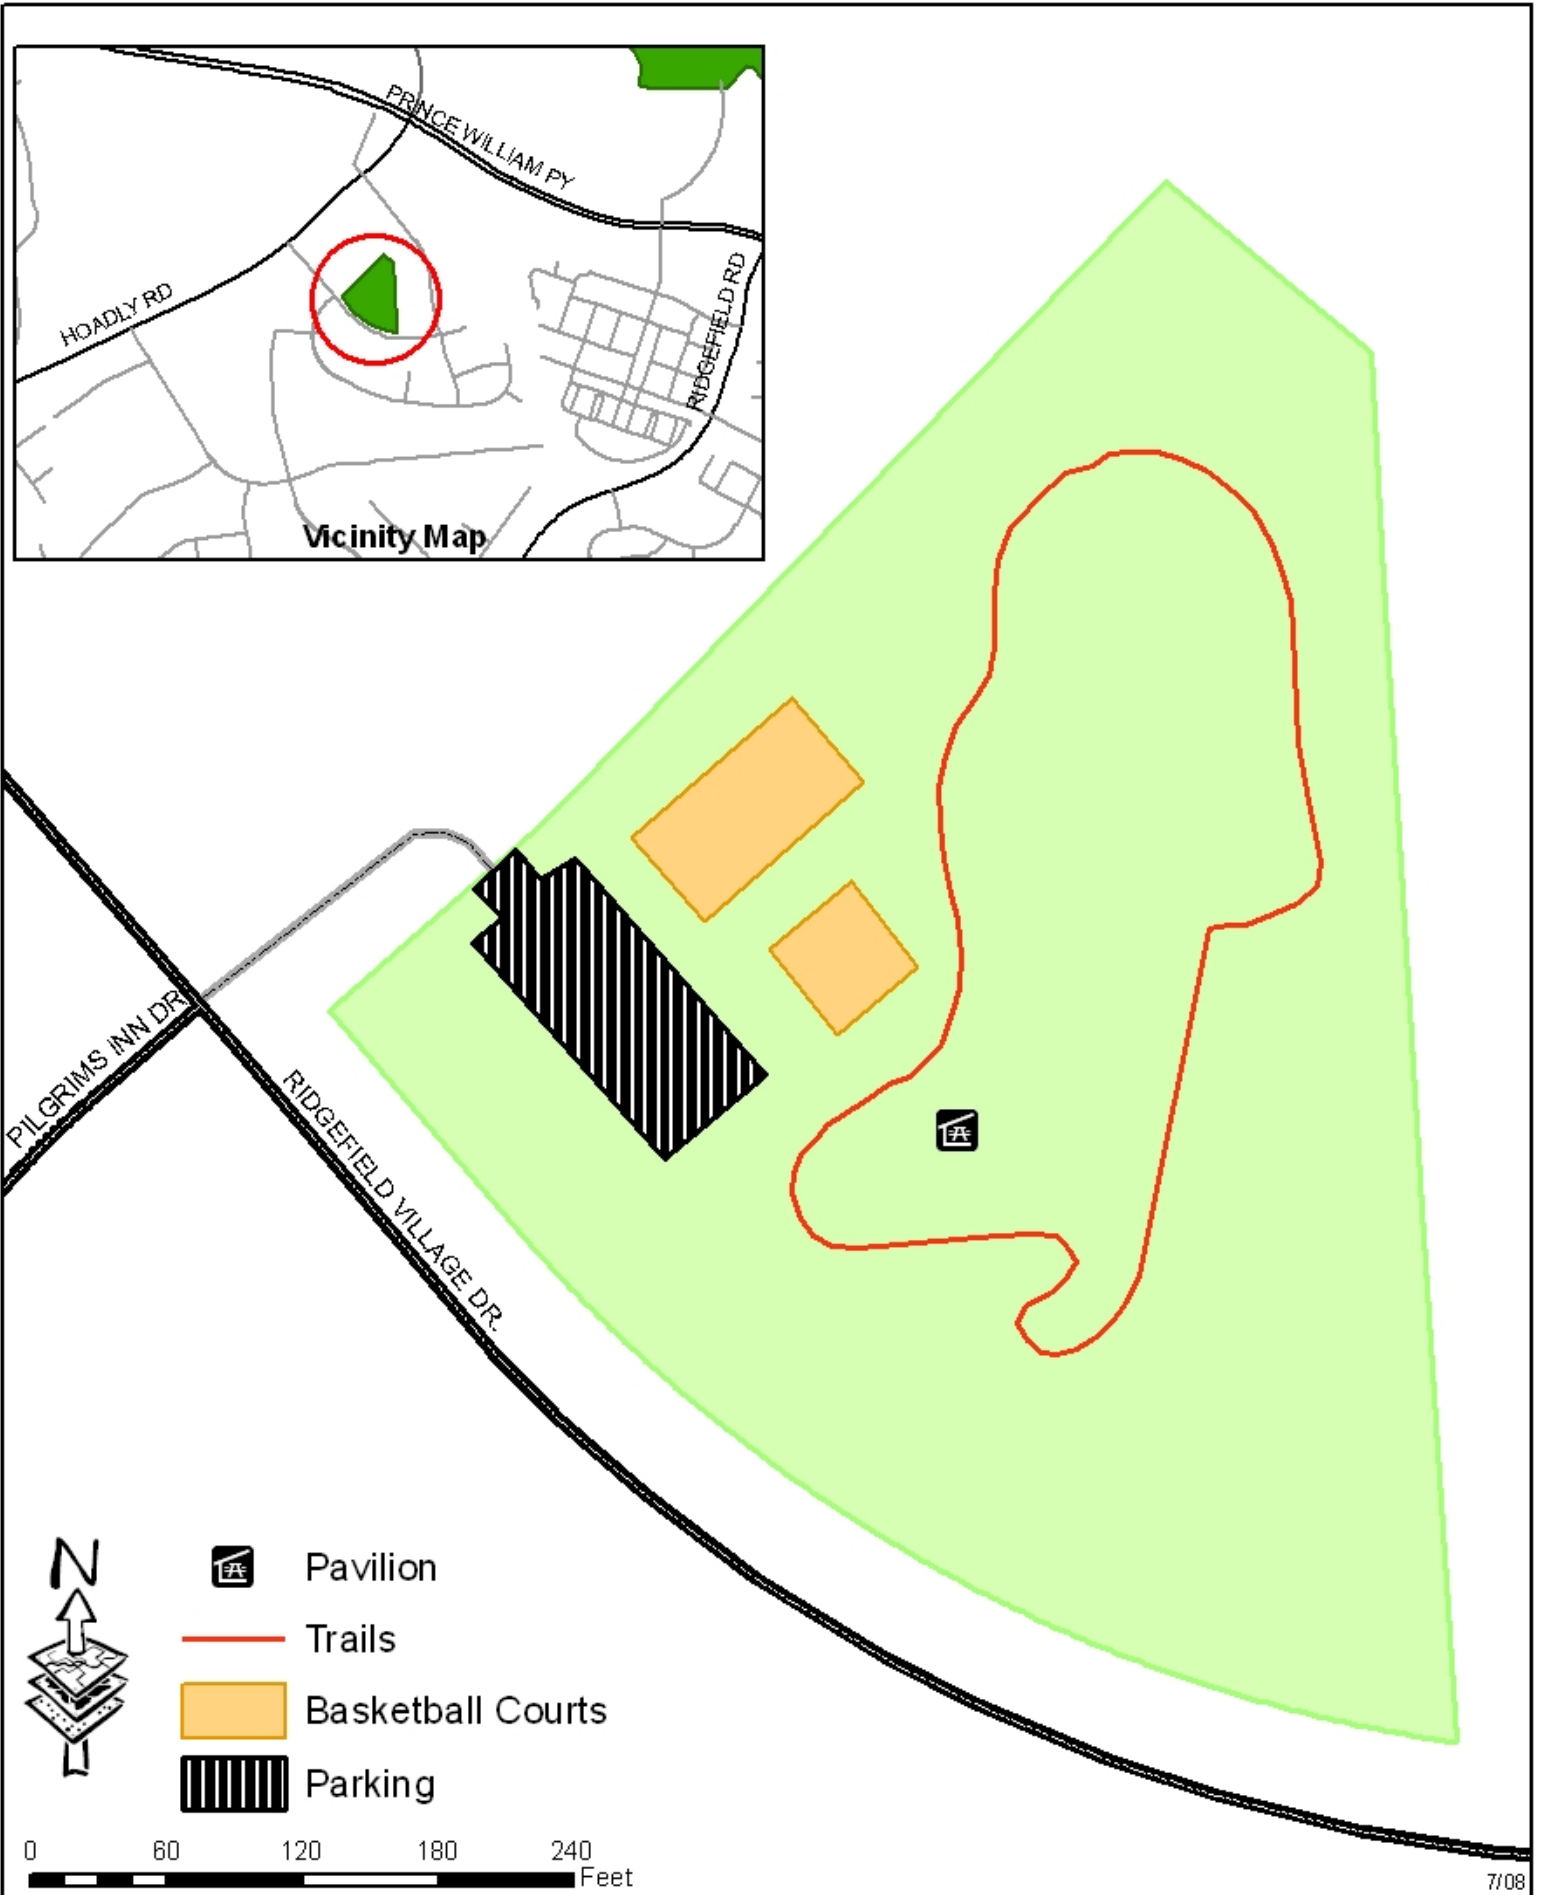 PRINCE WILLIAM PY
HOADLY RD
RIDGEFIELD RD
Vicinity Map
PILGRIMS INN DR.
RIDGEFIELD VILLAGE DR.
N
Pavilion
Trails
Basketball Courts
Parking
0 60 120 180 240
Feet
7/08